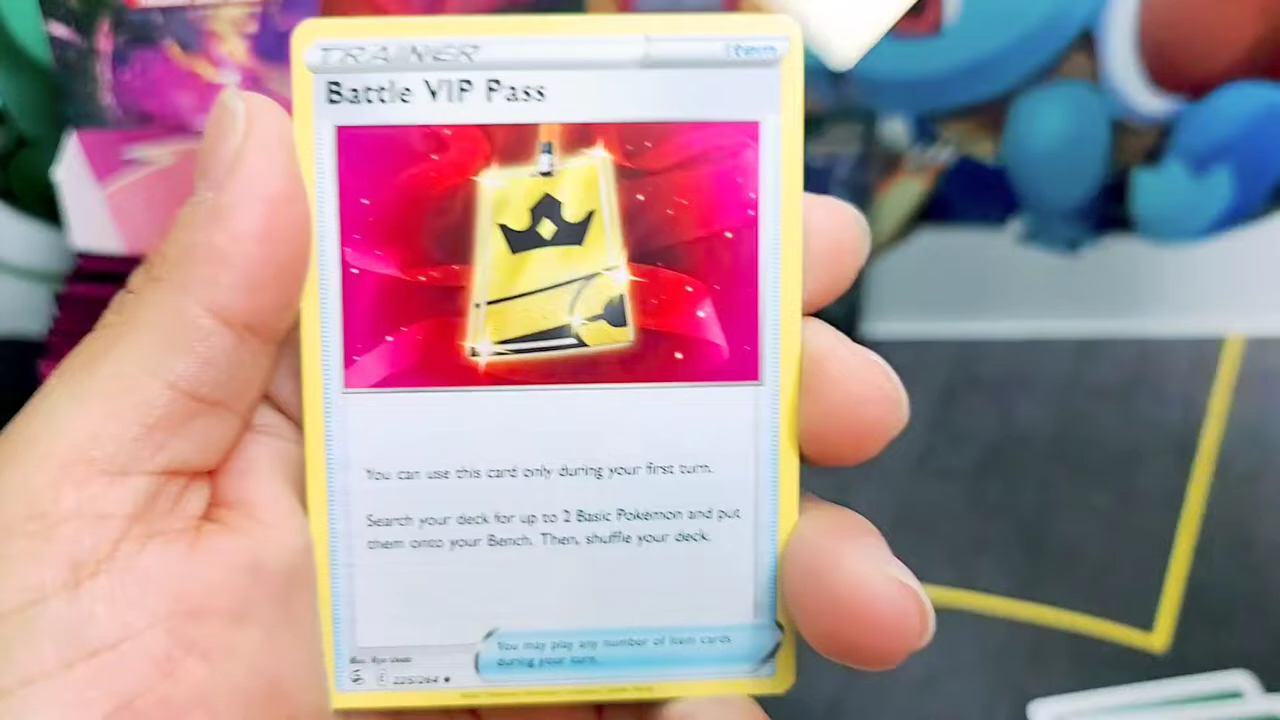 TRAINER
Item
Battle VIP Pass
You can use this card only during your first turn.
Search your deck for up to 2 Basic Pokémon and put
them onto your Bench. Then, shuffle your deck.
You may play any number of Item cards
during your turn.
225/264